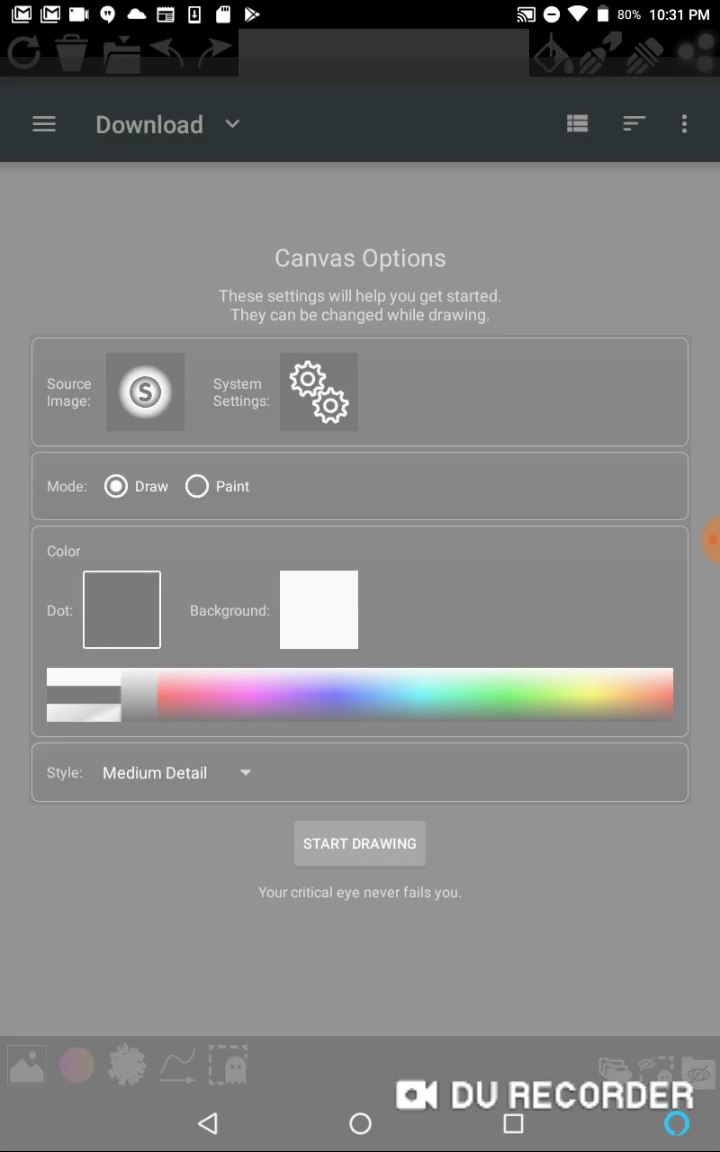 80% 10:31 PM
Download
Canvas Options
These settings will help you get started.
They can be changed while drawing.
Source
Image:
S
System
Settings:
Mode: Draw Paint
Color
Dot: Background:
Style: Medium Detail
START DRAWING
Your critical eye never fails you.
DU RECORDER